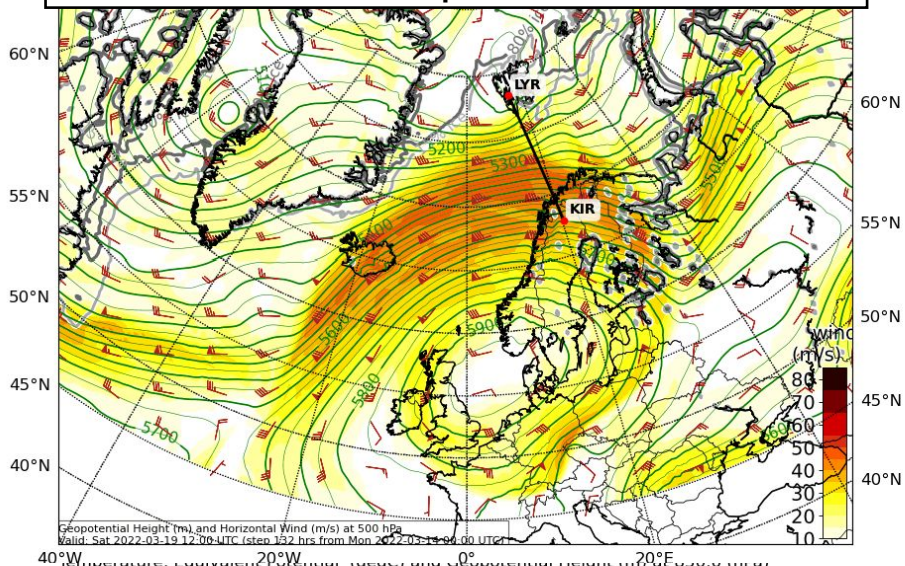 60°N
55°N
50°N
45°N
40°N
60°N
55°N
50°N
45°N
40°N
80%
LYR
5200
5300
KIR
5600
5900
5800
5700
wind
(m/s)
80
70
60
50
40
30
20
10
Geopotential Height (m) and Horizontal Wind (m/s) at 500 hPa
Valid: Sat 2022-03-19 12:00 UTC (step 132 hrs from Mon 2022-03-14 00:00 UTC)
40°W
20°W
0°
20°E